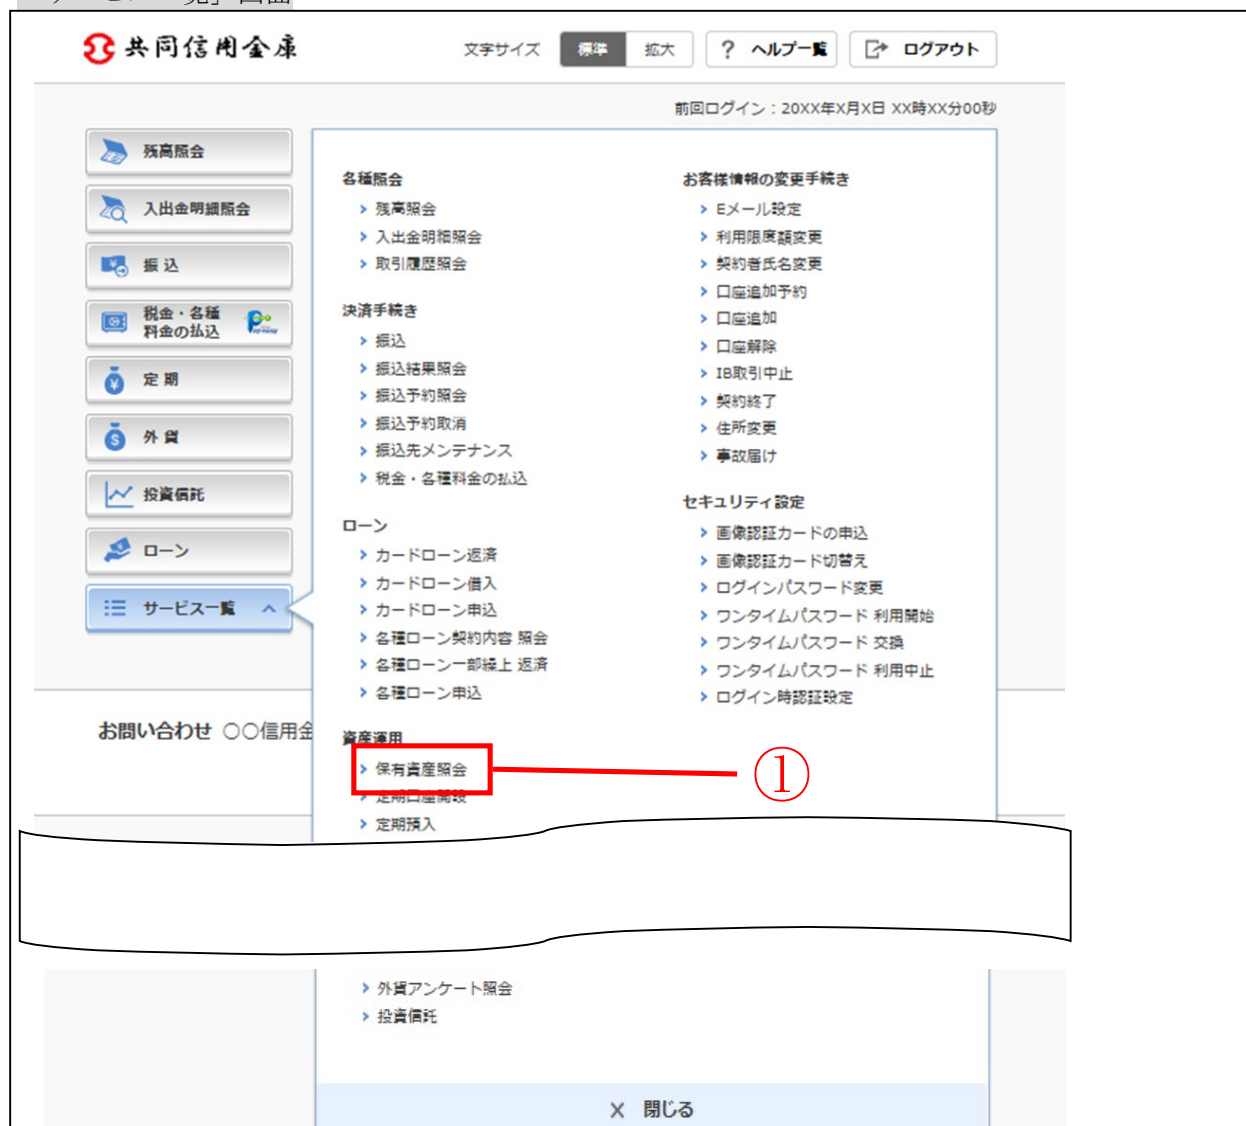 共同信用金庫
文字サイズ 標準 拡大 ? ヘルプ一覧 ログアウト
前回ログイン：20XX年X月X日 XX時XX分00秒
残高照会
入出金明細照会
振込
税金・各種
料金の払込
定期
外貨
投資信託
ローン
サービス一覧
各種照会
残高照会
入出金明細照会
取引履歴照会
決済手続き
振込
振込結果照会
振込予約照会
振込予約取消
振込先メンテナンス
税金・各種料金の払込
ローン
カードローン返済
カードローン借入
カードローン申込
各種ローン契約内容 照会
各種ローン一部繰上 返済
各種ローン申込
資産運用
保有資産照会
定期口座開設
定期預入
お客様情報の変更手続き
Eメール設定
利用限度額変更
契約者氏名変更
口座追加予約
口座追加
口座解除
IB取引中止
契約終了
住所変更
事故届け
セキュリティ設定
画像認証カードの申込
画像認証カード切替え
ログインパスワード変更
ワンタイムパスワード 利用開始
ワンタイムパスワード 交換
ワンタイムパスワード 利用中止
ログイン時認証設定
①
お問い合わせ 〇〇信用金
外貨アンケート照会
投資信託
X 閉じる